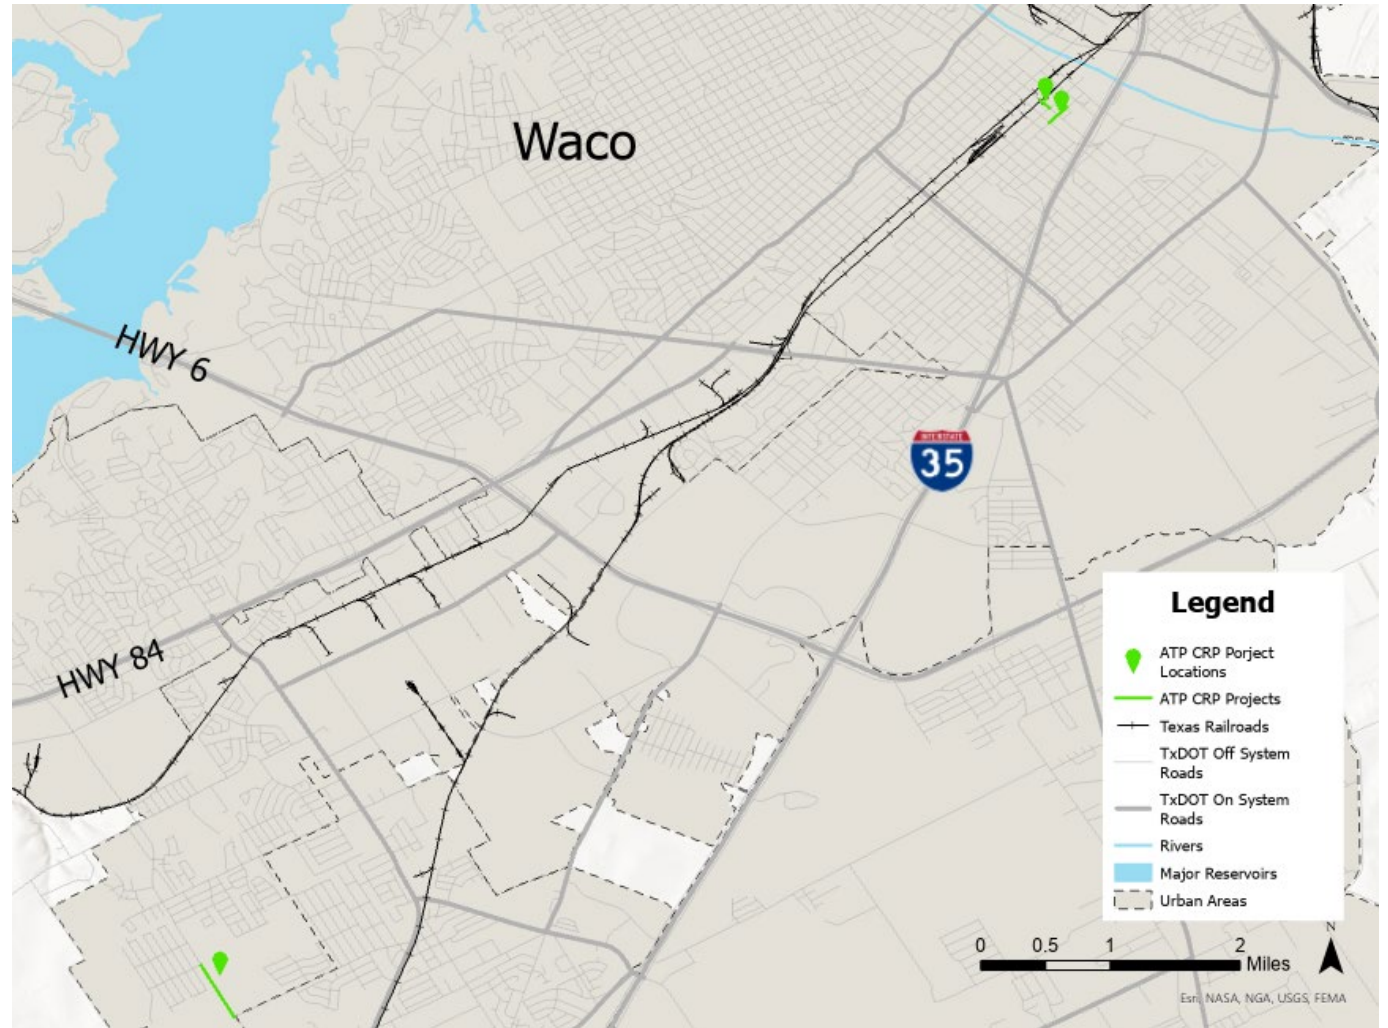 Waco
HWY 6
INTERSTATE
35
HWY 84
Legend
ATP CRP Porject
Locations
ATP CRP Projects
Texas Railroads
TxDOT Off System
Roads
TxDOT On System
Roads
Rivers
Major Reservoirs
Urban Areas
N
0 0.5 1 2
Miles
Esri, NASA, NGA, USGS, FEMA